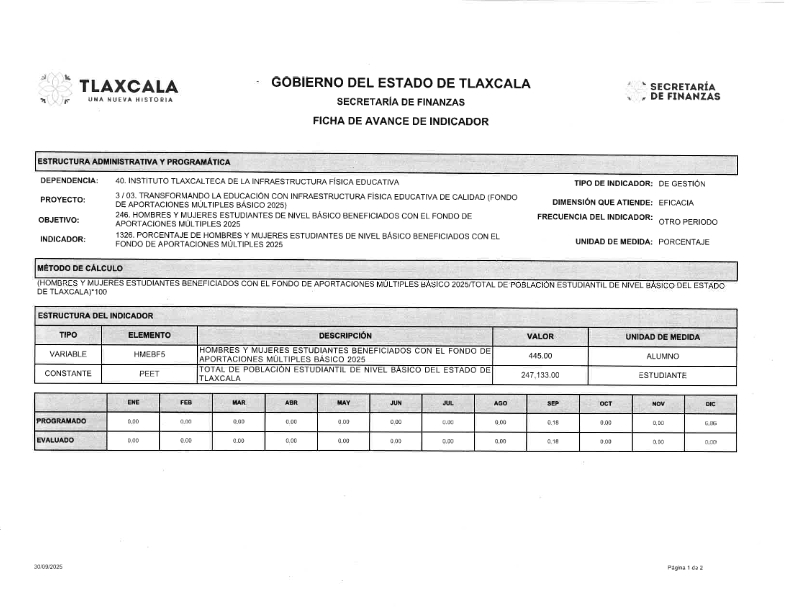 TLAXCALA
UNA NUEVA HISTORIA
GOBIERNO DEL ESTADO DE TLAXCALA
SECRETARÍA DE FINANZAS
FICHA DE AVANCE DE INDICADOR
SECRETARÍA
DE FINANZAS
ESTRUCTURA ADMINISTRATIVA Y PROGRAMÁTICA
DEPENDENCIA: 40. INSTITUTO TLAXCALTECA DE LA INFRAESTRUCTURA FÍSICA EDUCATIVA
TIPO DE INDICADOR: DE GESTIÓN
PROYECTO: 3 / 03. TRANSFORMANDO LA EDUCACIÓN CON INFRAESTRUCTURA FÍSICA EDUCATIVA DE CALIDAD (FONDO
DE APORTACIONES MÚLTIPLES BÁSICO 2025)
DIMENSIÓN QUE ATIENDE: EFICACIA
OBJETIVO: 246. HOMBRES Y MUJERES ESTUDIANTES DE NIVEL BÁSICO BENEFICIADOS CON EL FONDO DE
APORTACIONES MÚLTIPLES 2025
FRECUENCIA DEL INDICADOR: OTRO PERIODO
INDICADOR: 1326. PORCENTAJE DE HOMBRES Y MUJERES ESTUDIANTES DE NIVEL BÁSICO BENEFICIADOS CON EL
FONDO DE APORTACIONES MÚLTIPLES 2025
UNIDAD DE MEDIDA: PORCENTAJE
MÉTODO DE CÁLCULO
(HOMBRES Y MUJERES ESTUDIANTES BENEFICIADOS CON EL FONDO DE APORTACIONES MÚLTIPLES BÁSICO 2025/TOTAL DE POBLACIÓN ESTUDIANTIL DE NIVEL BÁSICO DEL ESTADO
DE TLAXCALA)*100
ESTRUCTURA DEL INDICADOR
TIPO ELEMENTO DESCRIPCIÓN VALOR UNIDAD DE MEDIDA
VARIABLE HMEBF5 HOMBRES Y MUJERES ESTUDIANTES BENEFICIADOS CON EL FONDO DE
APORTACIONES MÚLTIPLES BÁSICO 2025 445.00 ALUMNO
CONSTANTE PEET TOTAL DE POBLACIÓN ESTUDIANTIL DE NIVEL BÁSICO DEL ESTADO DE
TLAXCALA 247,133.00 ESTUDIANTE
ENE FEB MAR ABR MAY JUN JUL AGO SEP OCT NOV DIC
PROGRAMADO 0.00 0.00 0.00 0.00 0.00 0.00 0.00 0.00 0.18 0.00 0.00
EVALUADO 0.00 0.00 0.00 0.00 0.00 0.00 0.00 0.00 0.18 0.00 0.00 0.00
30/09/2025
Página 1 de 2